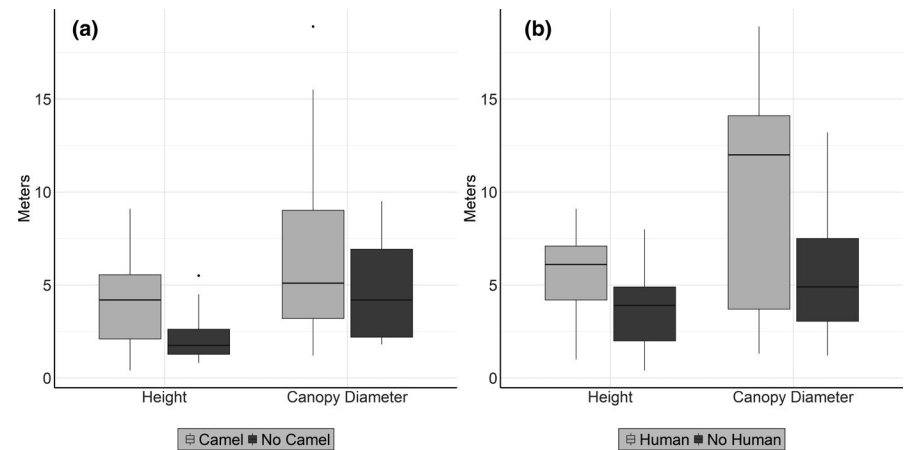 (a)
15
10
5
0
Meters
Height Canopy Diameter
Camel No Camel
(b)
15
10
5
0
Meters
Height Canopy Diameter
Human No Human